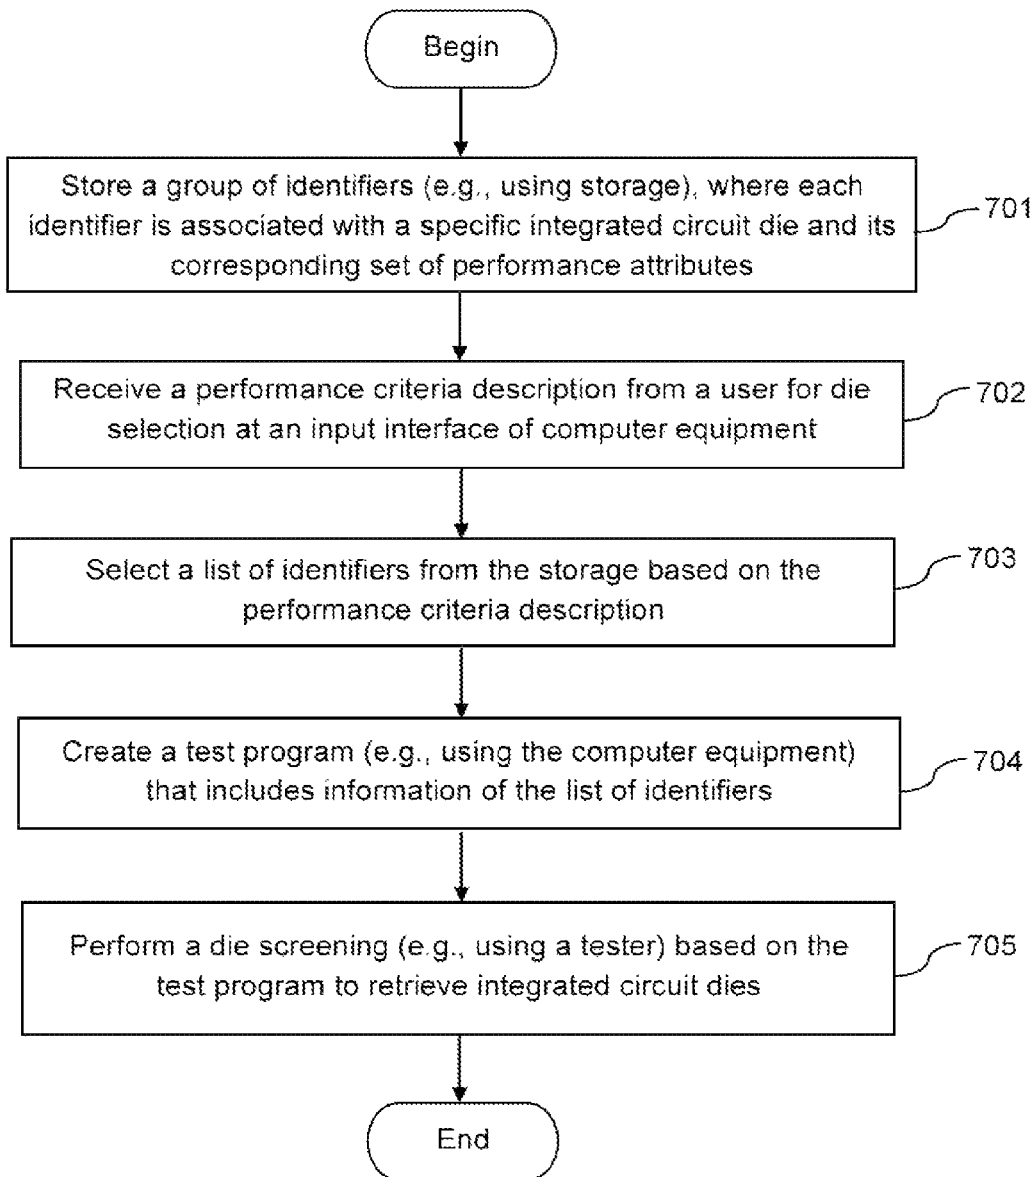 Begin
Store a group of identifiers (e.g., using storage), where each
identifier is associated with a specific integrated circuit die and its
corresponding set of performance attributes
701
Receive a performance criteria description from a user for die
selection at an input interface of computer equipment
702
Select a list of identifiers from the storage based on the
performance criteria description
703
Create a test program (e.g., using the computer equipment)
that includes information of the list of identifiers
704
Perform a die screening (e.g., using a tester) based on the
test program to retrieve integrated circuit dies
705
End